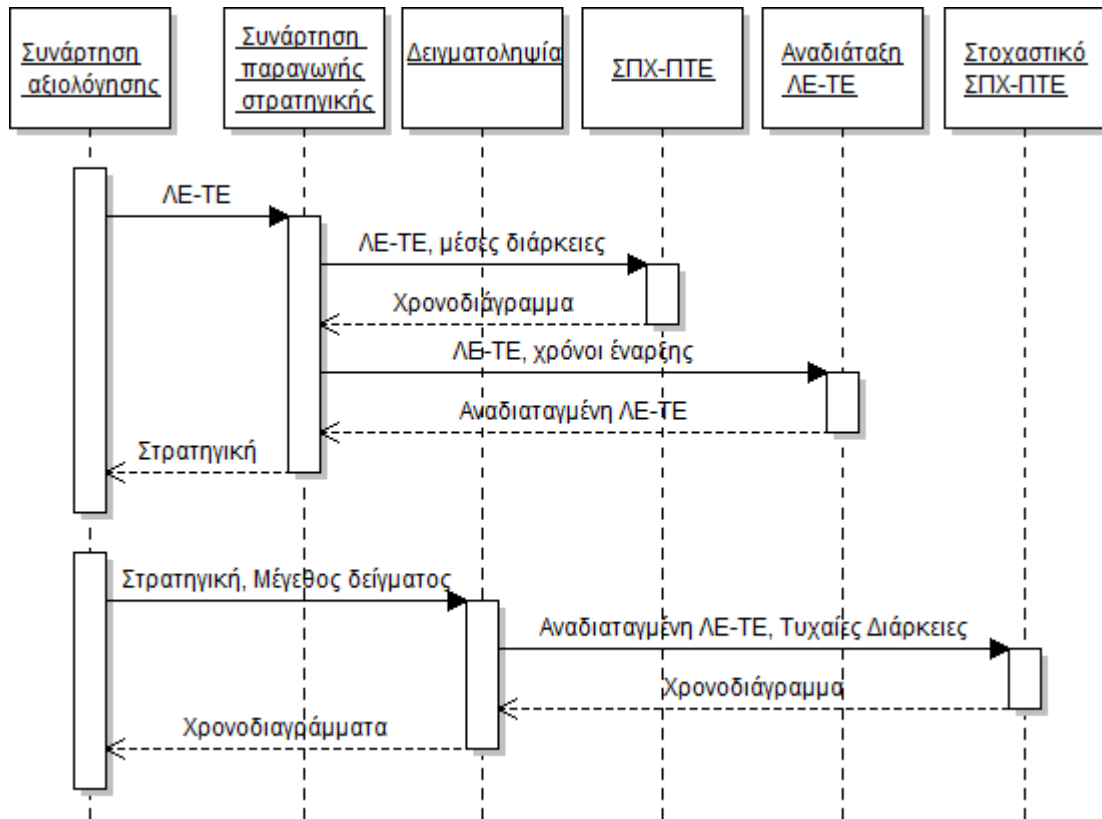 Συνάρτηση
αξιολόγησης
Συνάρτηση
παραγωγής
στρατηγικής
Δειγματοληψία
ΣΠΧ-ΠΤΕ
Αναδιάταξη
ΛΕ-ΤΕ
Στοχαστικό
ΣΠΧ-ΠΤΕ
ΛΕ-ΤΕ
ΛΕ-ΤΕ, μέσες διάρκειες
Χρονοδιάγραμμα
ΛΕ-ΤΕ, χρόνοι έναρξης
Αναδιαταγμένη ΛΕ-ΤΕ
Στρατηγική
Στρατηγική, Μέγεθος δείγματος
Αναδιαταγμένη ΛΕ-ΤΕ, Τυχαίες Διάρκειες
Χρονοδιάγραμμα
Χρονοδιαγράμματα